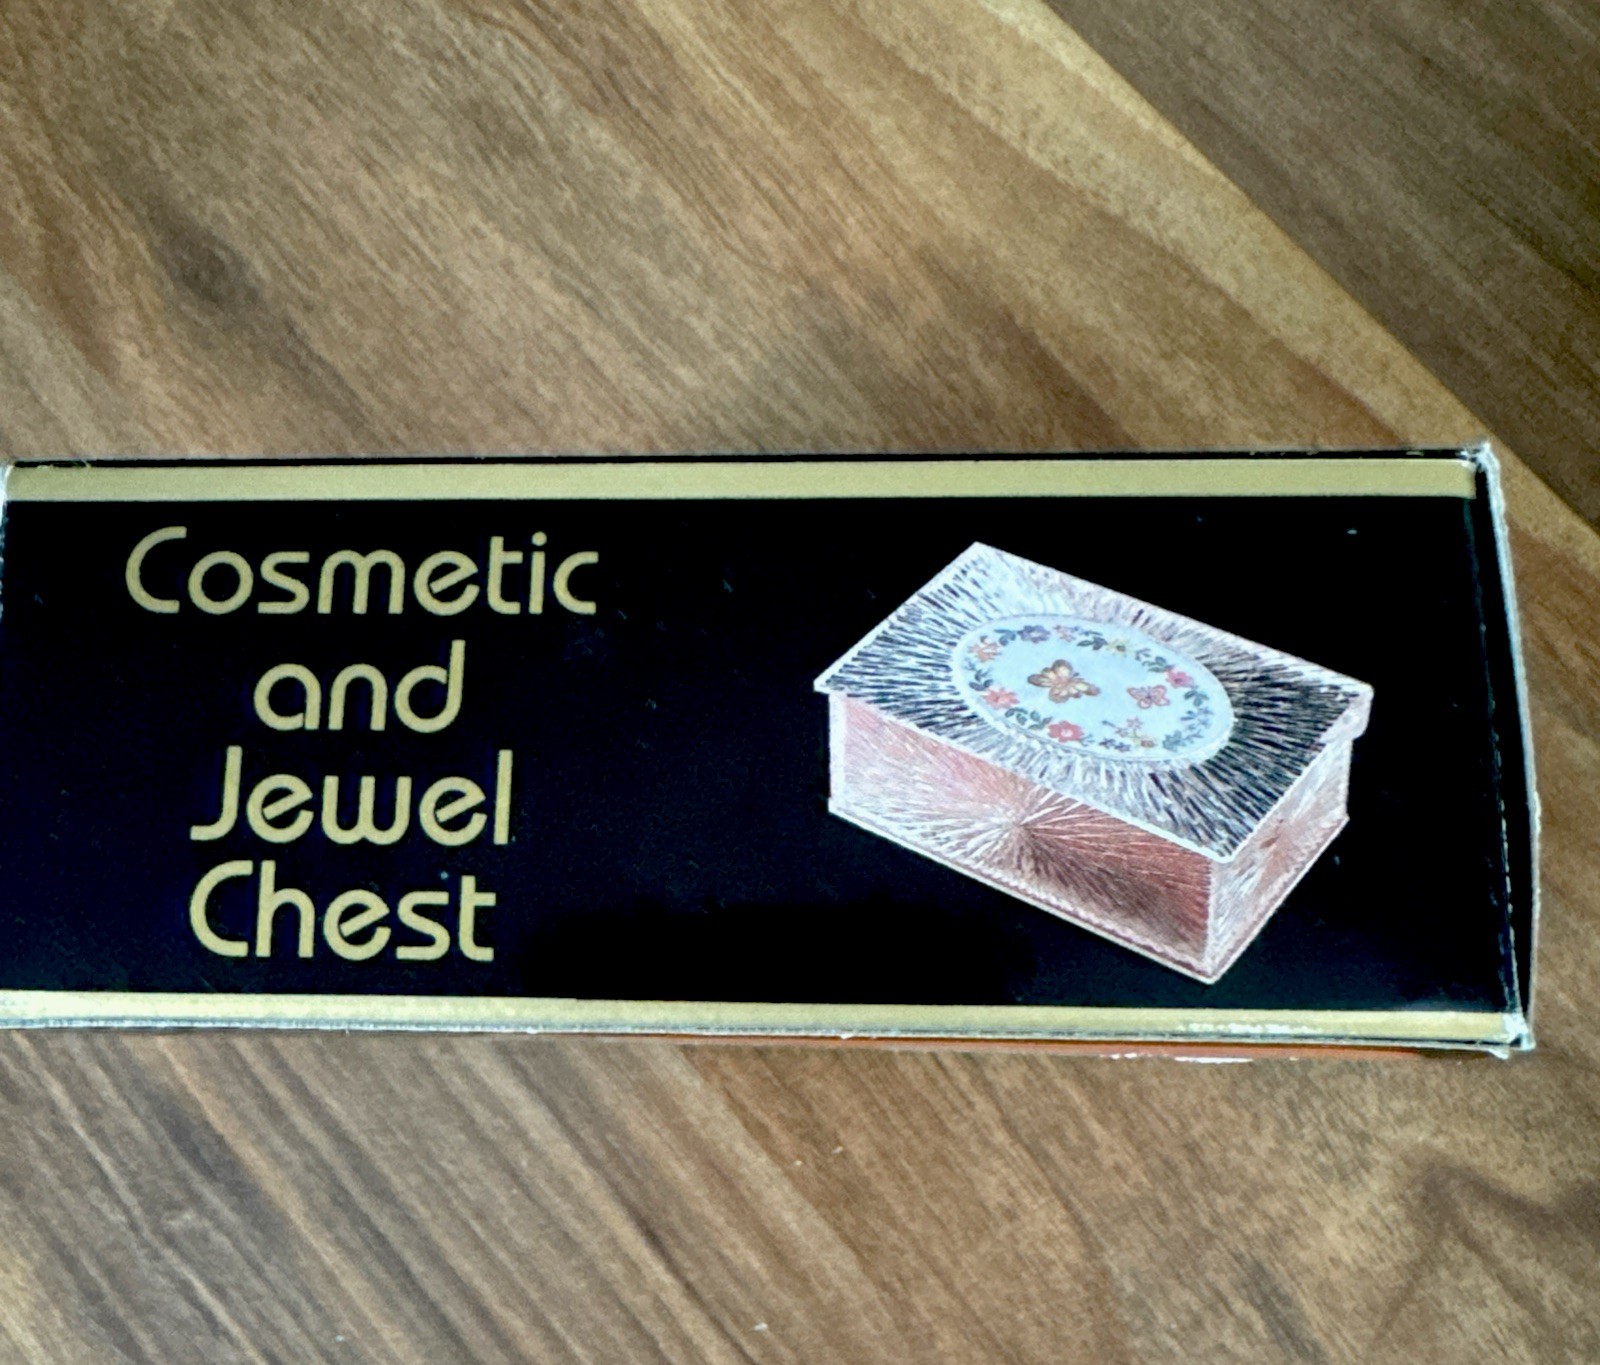 Cosmetic
and
Jewel
Chest